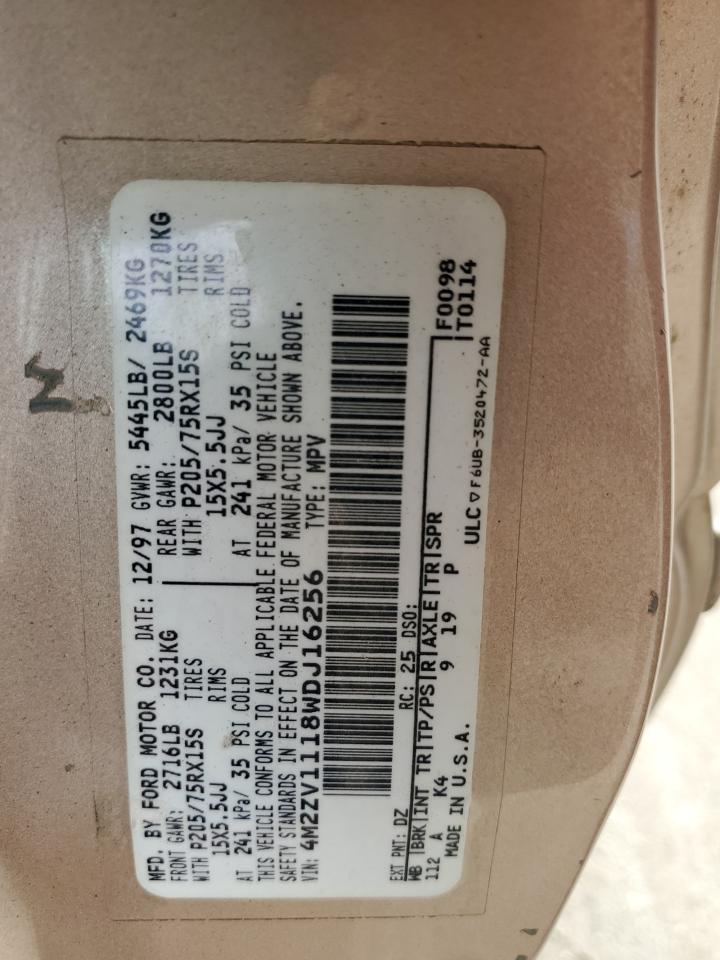 MFD. BY FORD MOTOR CO. DATE: 12/97 GVWR: 5445LB/ 2469KG
FRONT GAWR: 2716LB 1231KG REAR GAWR: 2800LB 1270KG
WITH P205/75RX15S TIRES WITH P205/75RX15S TIRES
15X5.5JJ RIMS 15X5.5JJ RIMS
AT 241 kPa/ 35 PSI COLD AT 241 kPa/ 35 PSI COLD
THIS VEHICLE CONFORMS TO ALL APPLICABLE FEDERAL MOTOR VEHICLE
SAFETY STANDARDS IN EFFECT ON THE DATE OF MANUFACTURE SHOWN ABOVE.
VIN: 4M2ZV1118WDJ16256 TYPE: MPV
EXT PNT: DZ RC: 25 DSO: F0098
WB |BRK|INT TR|TP/PS|R|AXLE|TR|SPR T0114
112 A K4 9 19 P
MADE IN U.S.A. ULC ▽ F6UB-3520472-AA
N